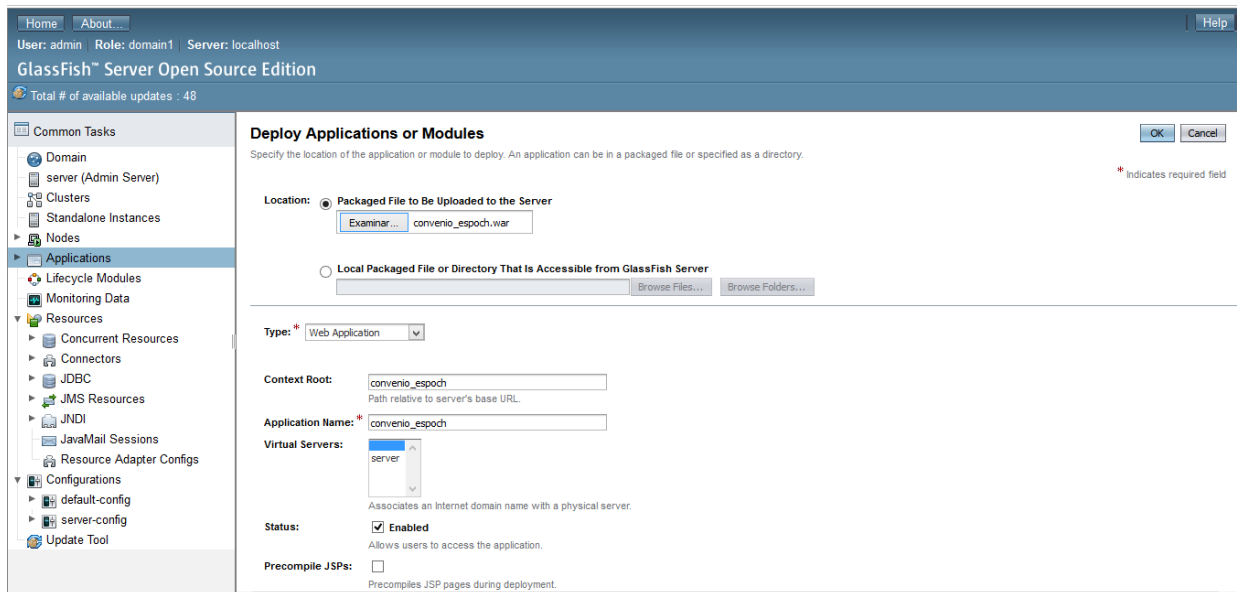 Home About... Help
User: admin Role: domain1 Server: localhost
GlassFish™ Server Open Source Edition
Total # of available updates : 48
Common Tasks
Domain
server (Admin Server)
Clusters
Standalone Instances
Nodes
Applications
Lifecycle Modules
Monitoring Data
Resources
Concurrent Resources
Connectors
JDBC
JMS Resources
JNDI
JavaMail Sessions
Resource Adapter Configs
Configurations
default-config
server-config
Update Tool
Deploy Applications or Modules
OK Cancel
Specify the location of the application or module to deploy. An application can be in a packaged file or specified as a directory.
* Indicates required field
Location: Packaged File to Be Uploaded to the Server
Examinar... convenio_espoch.war
Local Packaged File or Directory That Is Accessible from GlassFish Server
Browse Files... Browse Folders...
Type: * Web Application
Context Root: convenio_espoch
Path relative to server's base URL.
Application Name: * convenio_espoch
Virtual Servers:
server
Associates an Internet domain name with a physical server.
Status: Enabled
Allows users to access the application.
Precompile JSPs:
Precompiles JSP pages during deployment.